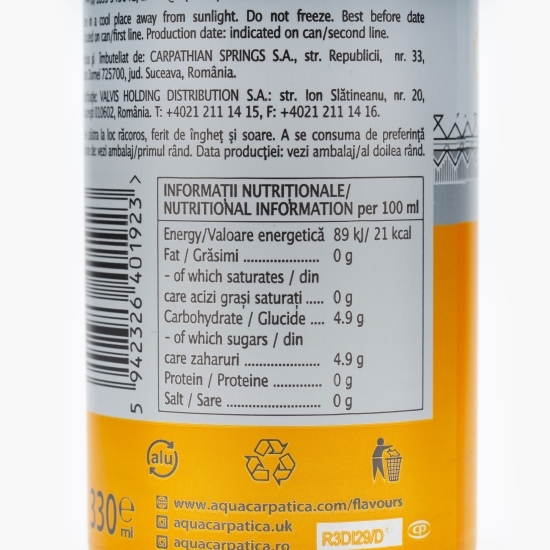 in a cool place away from sunlight. Do not freeze. Best before date
indicated on can/first line. Production date: indicated on can/second line.
și îmbuteliat de: CARPATHIAN SPRINGS S.A., str. Republicii, nr. 33,
Dornei 725700, jud. Suceava, România.
VALVIS HOLDING DISTRIBUTION S.A.: str. Ion Slătineanu, nr. 20,
010602, România. T: +4021 211 14 15, F: +4021 211 14 16.
la loc răcoros, ferit de îngheț și soare. A se consuma de preferință
vezi ambalaj/primul rând. Data producției: vezi ambalaj/al doilea rând.
INFORMAȚII NUTRIȚIONALE/
NUTRITIONAL INFORMATION per 100 ml
Energy/Valoare energetică 89 kJ/ 21 kcal
Fat / Grăsimi ................... 0 g
- of which saturates / din
care acizi grași saturați ..... 0 g
Carbohydrate / Glucide .... 4.9 g
- of which sugars / din
care zaharuri .................... 4.9 g
Protein / Proteine ............. 0 g
Salt / Sare ........................ 0 g
5 942326 401923 >
alu
330 ml e
www.aquacarpatica.com/flavours
aquacarpatica.uk
aquacarpatica.ro
R3DI29/D
CP